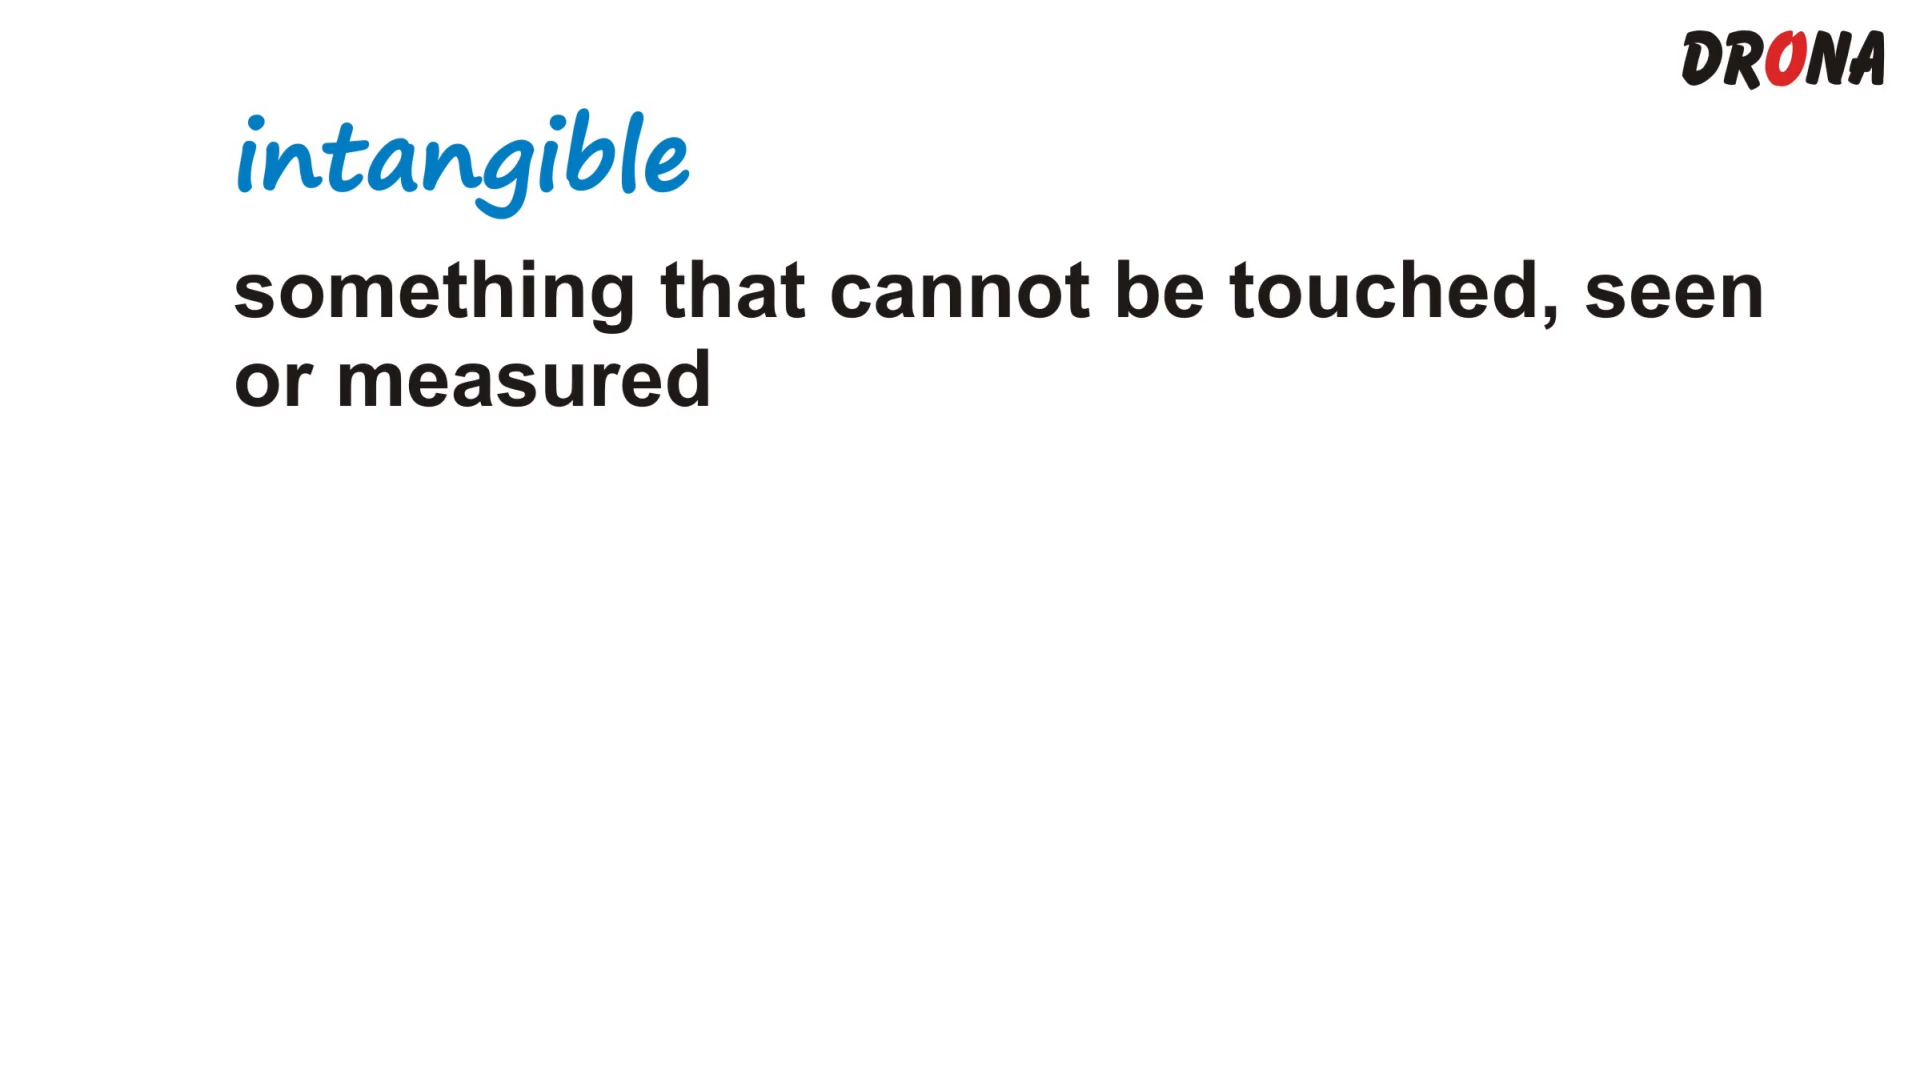 DRONA
intangible
something that cannot be touched, seen
or measured